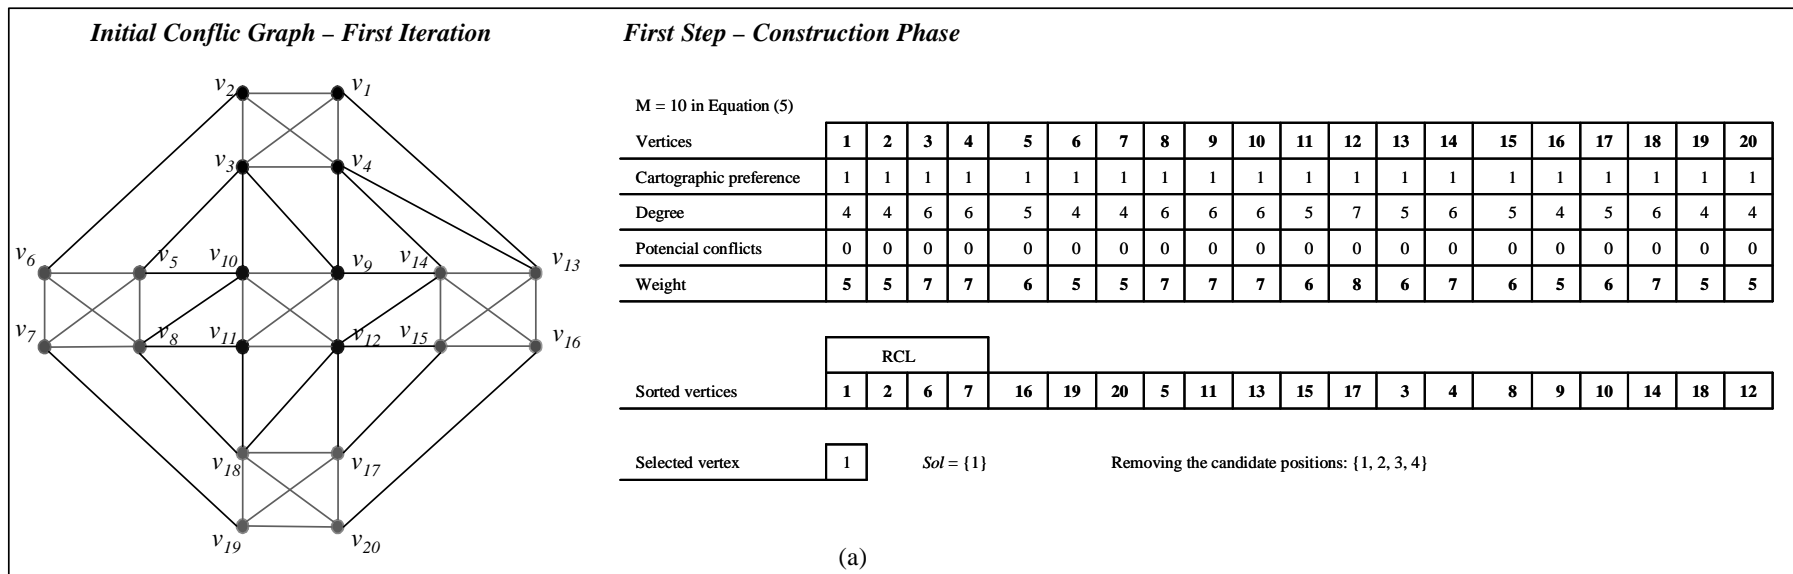 Initial Conflic Graph – First Iteration
First Step – Construction Phase
v2 v1
v3 v4
v6 v5 v10 v9 v14 v13
v7 v8 v11 v12 v15 v16
v18 v17
v19 v20
M = 10 in Equation (5)
Vertices 1 2 3 4 5 6 7 8 9 10 11 12 13 14 15 16 17 18 19 20
Cartographic preference 1 1 1 1 1 1 1 1 1 1 1 1 1 1 1 1 1 1 1 1
Degree 4 4 6 6 5 4 4 6 6 6 5 7 5 6 5 4 5 6 4 4
Potencial conflicts 0 0 0 0 0 0 0 0 0 0 0 0 0 0 0 0 0 0 0 0
Weight 5 5 7 7 6 5 5 7 7 7 6 8 6 7 6 5 6 7 5 5
RCL
Sorted vertices 1 2 6 7 16 19 20 5 11 13 15 17 3 4 8 9 10 14 18 12
Selected vertex 1 Sol = {1} Removing the candidate positions: {1, 2, 3, 4}
(a)